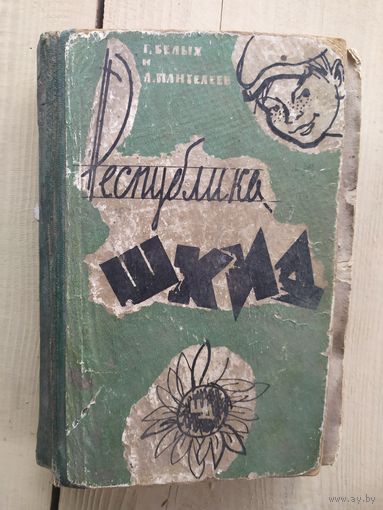 Г. БЕЛЫХ
и
Л. ПАНТЕЛЕЕВ
Республика
ШКИД
Ш
www.ay.by